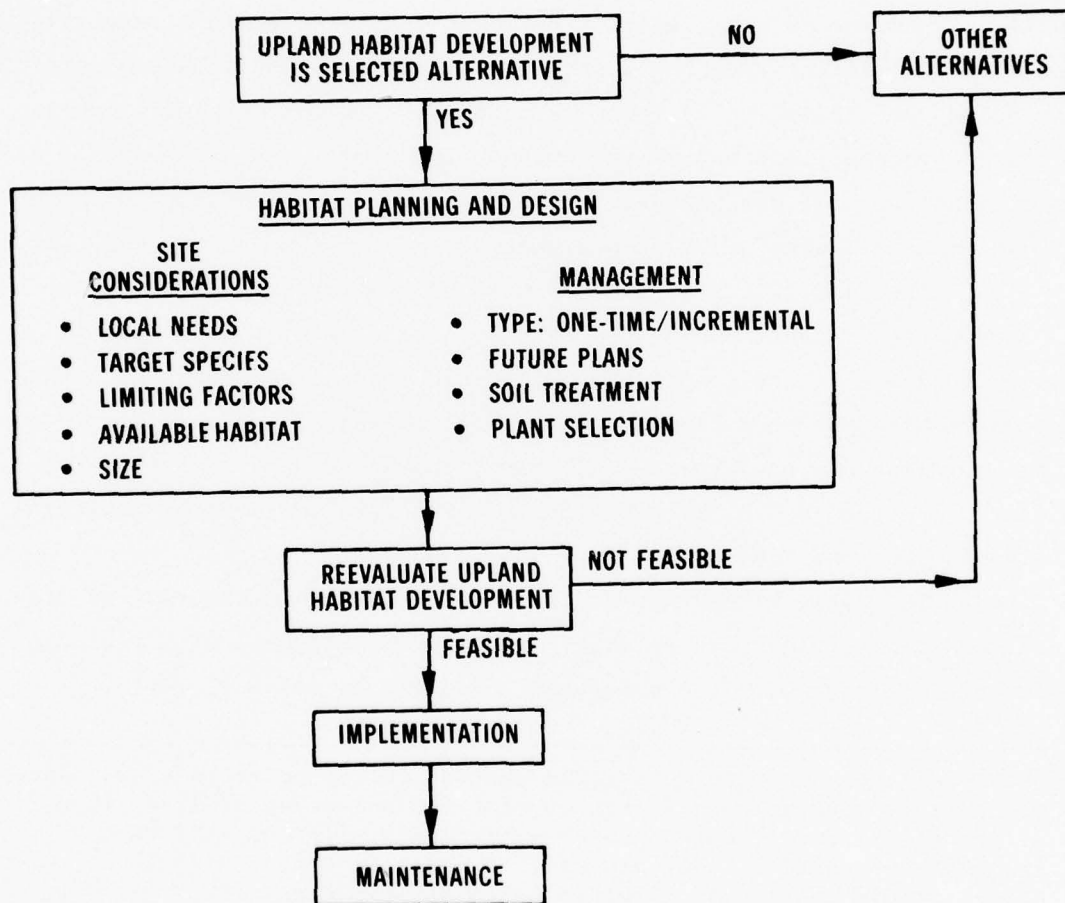 UPLAND HABITAT DEVELOPMENT
IS SELECTED ALTERNATIVE
NO
OTHER
ALTERNATIVES
YES
HABITAT PLANNING AND DESIGN
SITE
CONSIDERATIONS
• LOCAL NEEDS
• TARGET SPECIES
• LIMITING FACTORS
• AVAILABLE HABITAT
• SIZE
MANAGEMENT
• TYPE: ONE-TIME/INCREMENTAL
• FUTURE PLANS
• SOIL TREATMENT
• PLANT SELECTION
REEVALUATE UPLAND
HABITAT DEVELOPMENT
NOT FEASIBLE
FEASIBLE
IMPLEMENTATION
MAINTENANCE